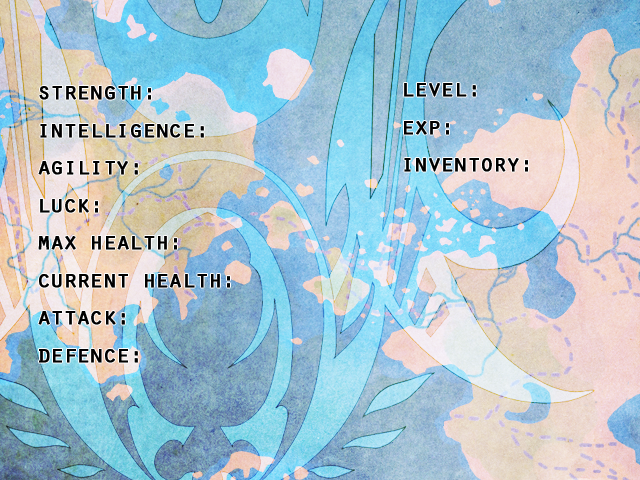 STRENGTH:
INTELLIGENCE:
AGILITY:
LUCK:
MAX HEALTH:
CURRENT HEALTH:
ATTACK:
DEFENCE:
LEVEL:
EXP:
INVENTORY: